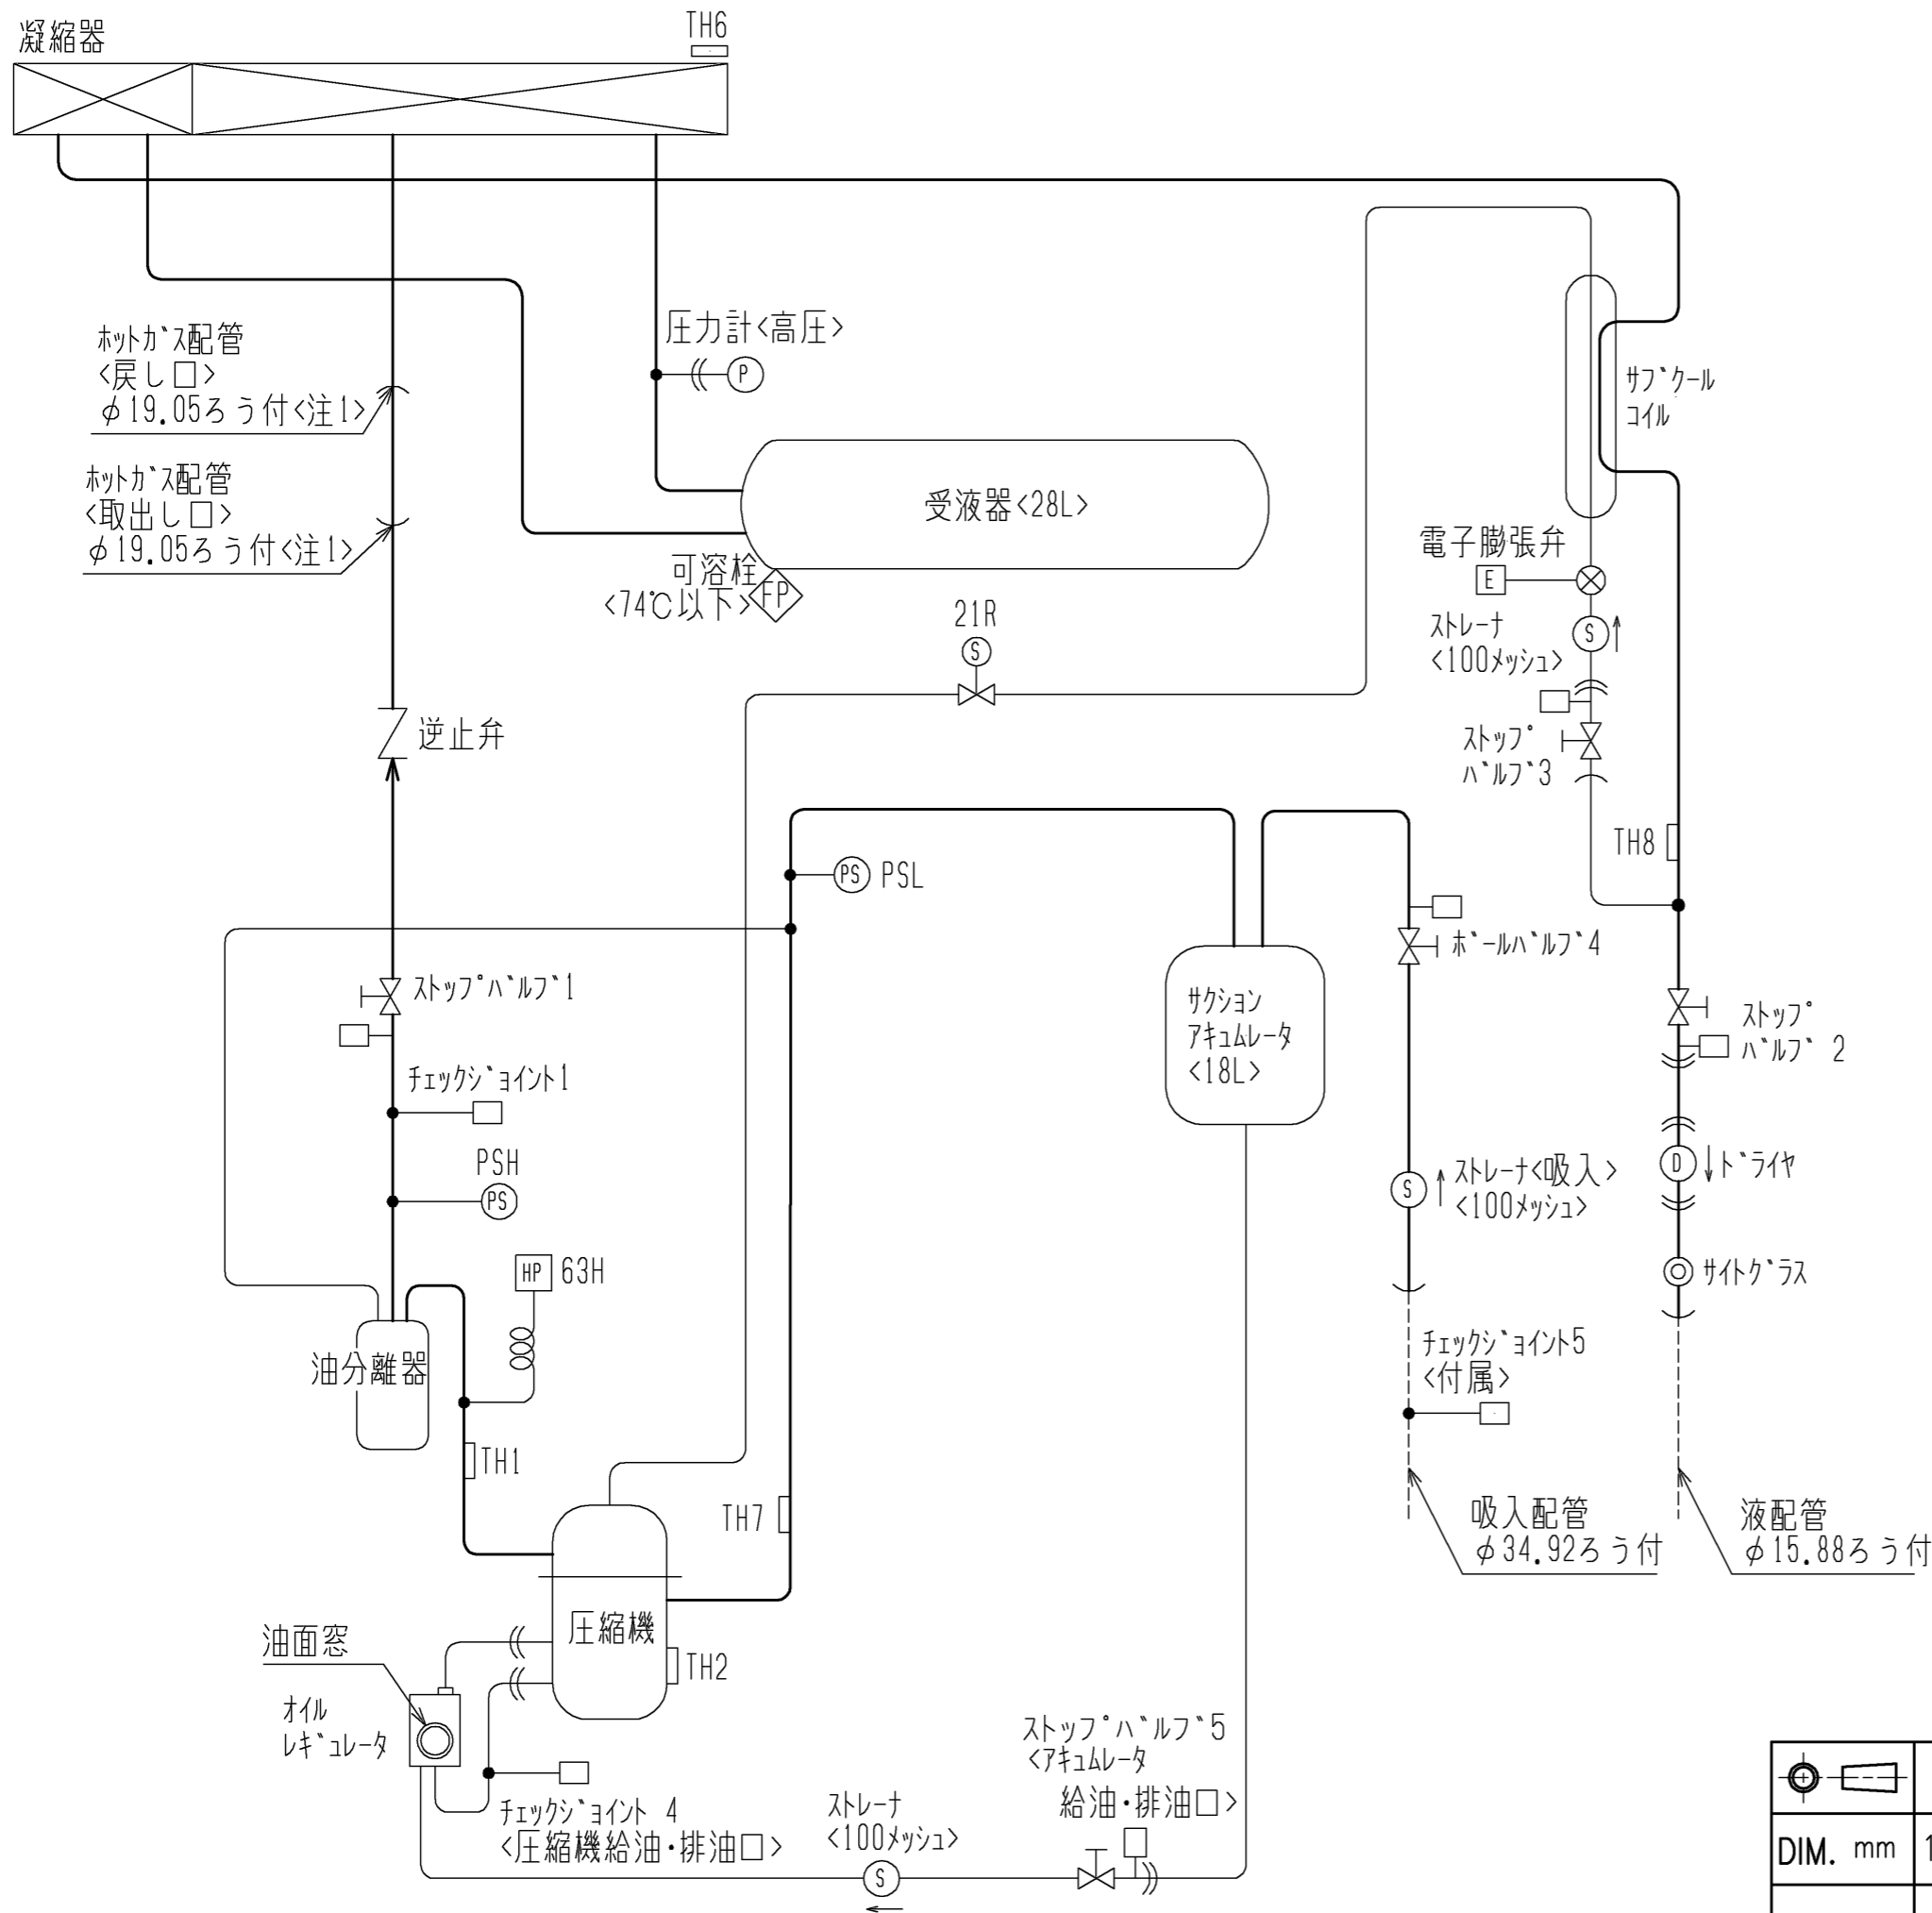 凝縮器
TH6
ホットガス配管
<戻し口>
φ19.05ろう付<注1>
圧力計<高圧>
P
サブクール
コイル
ホットガス配管
<取出し口>
φ19.05ろう付<注1>
受液器<28L>
可溶栓
<74℃以下>
FP
電子膨張弁
E
21R
S
ストレーナ
<100メッシュ>
S
逆止弁
ストップ
バルブ3
TH8
PS PSL
ボールバルブ4
ストップバルブ1
サクション
アキュムレータ
<18L>
ストップ
バルブ 2
チェックジョイント1
PSH
PS
S
ストレーナ<吸入>
<100メッシュ>
D
ドライヤ
HP 63H
サイトグラス
油分離器
チェックジョイント5
<付属>
TH1
TH7
吸入配管
φ34.92ろう付
液配管
φ15.88ろう付
圧縮機
油面窓
TH2
オイル
レギュレータ
ストップバルブ5
<アキュムレータ
給油・排油口>
チェックジョイント 4
<圧縮機給油・排油口>
ストレーナ
<100メッシュ>
S
DIM. mm